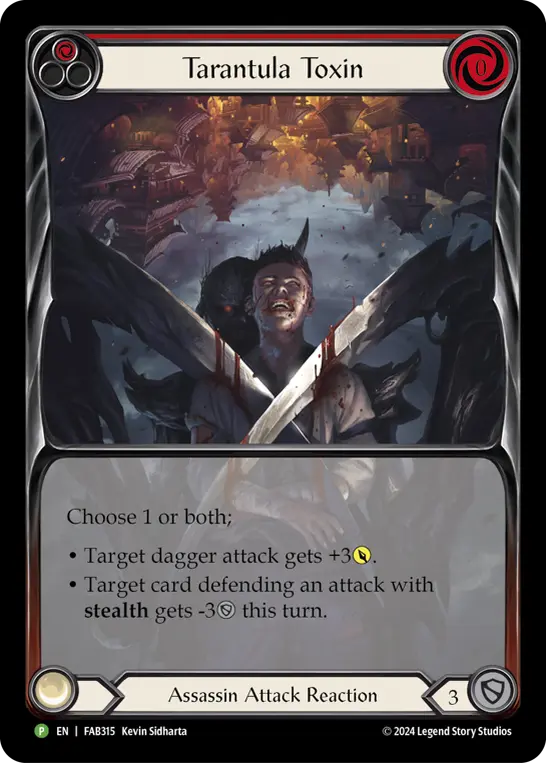 Tarantula Toxin
0
Choose 1 or both;
• Target dagger attack gets +3.
• Target card defending an attack with
stealth gets -3 this turn.
Assassin Attack Reaction
3
P EN | FAB315 Kevin Sidharta
© 2024 Legend Story Studios